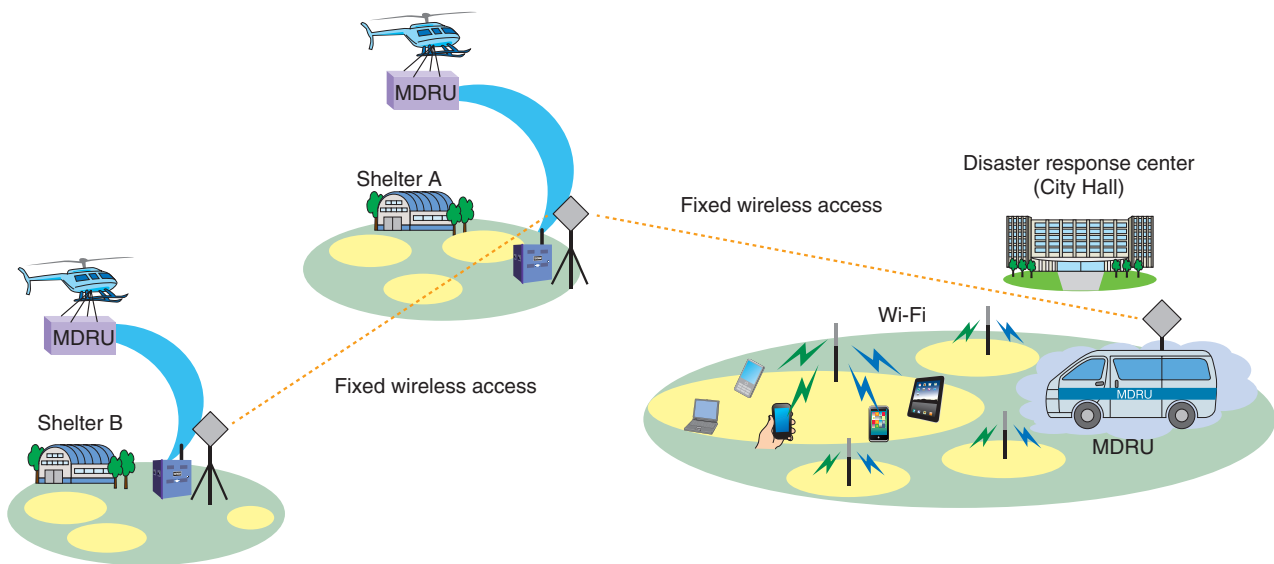 MDRU
Shelter A
Fixed wireless access
Disaster response center
(City Hall)
MDRU
Wi-Fi
Fixed wireless access
MDRU
Shelter B
MDRU